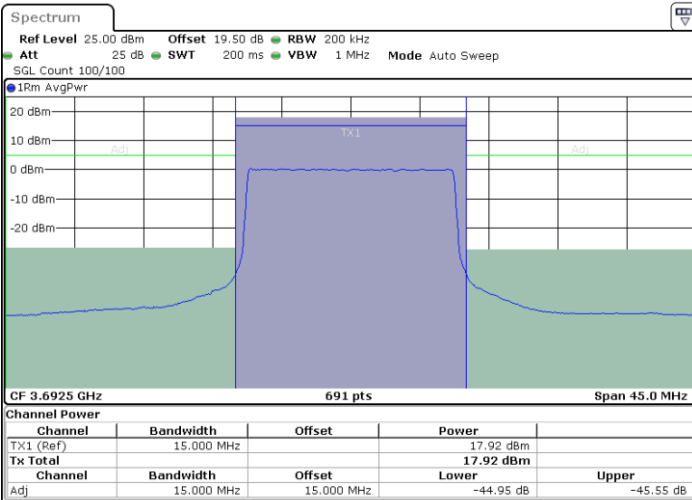 Spectrum
Ref Level 25.00 dBm Offset 19.50 dB RBW 200 kHz
Att 25 dB SWT 200 ms VBW 1 MHz Mode Auto Sweep
SGL Count 100/100
1Rm AvgPwr
20 dBm
TX1
10 dBm
Adj Adj
0 dBm
-10 dBm
-20 dBm
CF 3.6925 GHz 691 pts Span 45.0 MHz
Channel Power
Channel Bandwidth Offset Power
TX1 (Ref) 15.000 MHz 17.92 dBm
Tx Total 17.92 dBm
Channel Bandwidth Offset Lower Upper
Adj 15.000 MHz 15.000 MHz -44.95 dB -45.55 dB